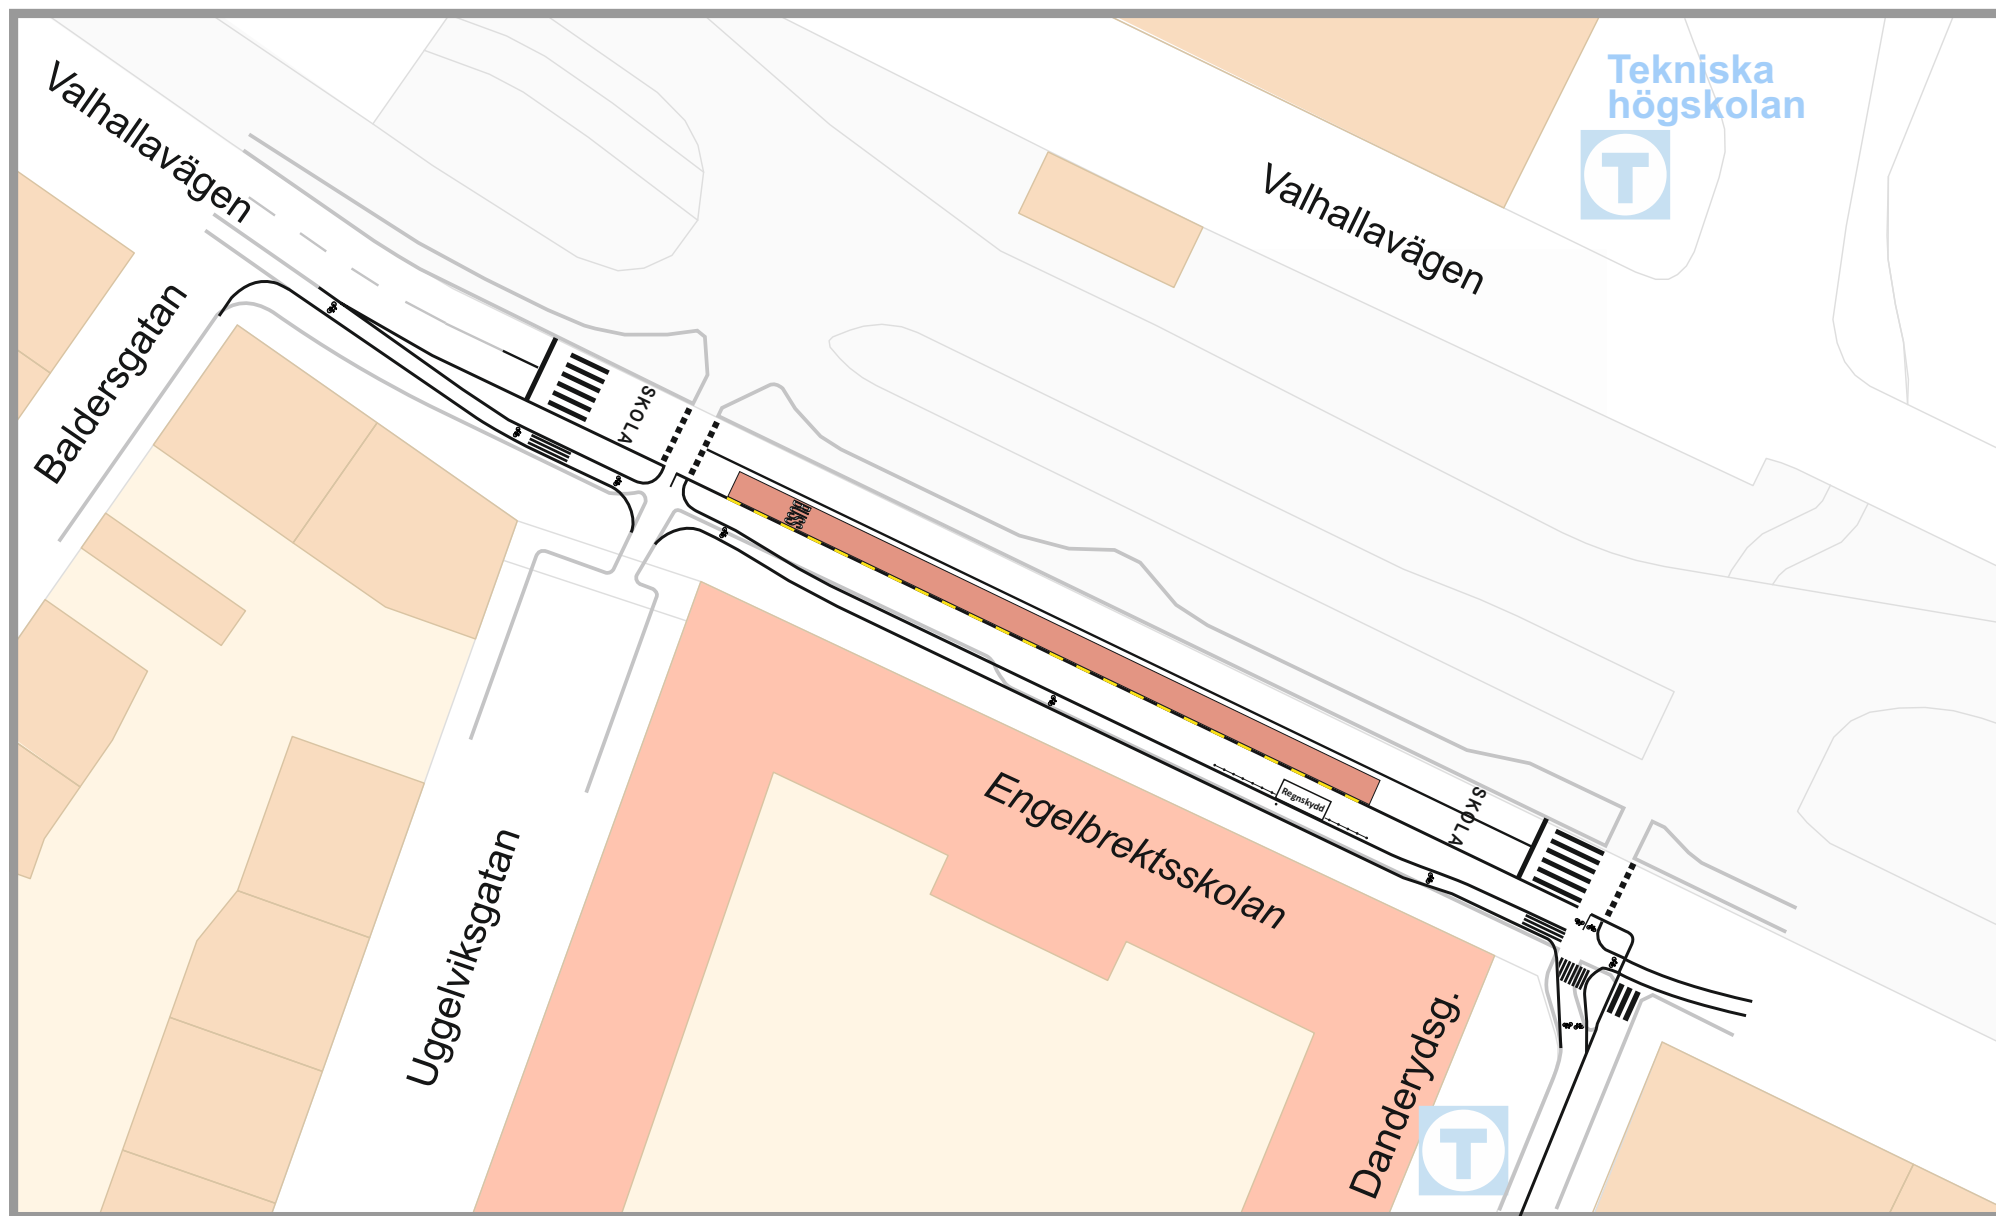 Valhallavägen
Tekniska
högskolan
T
Valhallavägen
Baldersgatan
SKOLA
Engelbrektsskolan
Regnskydd
SKOLA
Uggelviksgatan
Danderydsg.
T